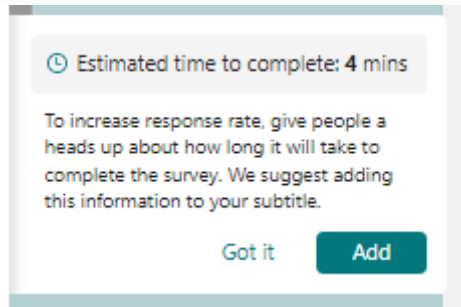 Estimated time to complete: 4 mins
To increase response rate, give people a
heads up about how long it will take to
complete the survey. We suggest adding
this information to your subtitle.
Got it Add